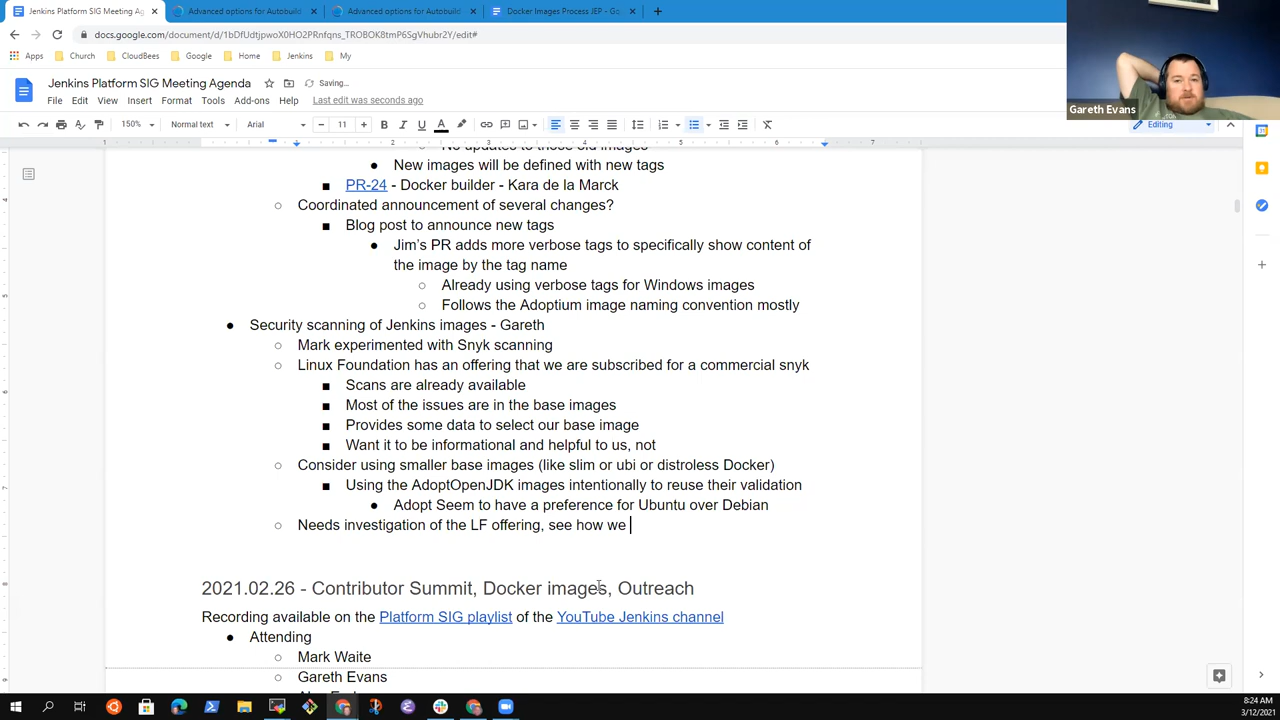 Jenkins Platform SIG Meeting Ag
Advanced options for Autobuild
Advanced options for Autobuild
Docker Images Process JEP - Go
docs.google.com/document/d/1bDfUdtjpwoX0HO2PRnfqns_TROBOK8tmP6SgVhubr2Y/edit#
Apps Church CloudBees Google Home Jenkins My
Gareth Evans
Jenkins Platform SIG Meeting Agenda Saving...
File Edit View Insert Format Tools Add-ons Help Last edit was seconds ago
150% Normal text Arial 11 Editing
1 1 2 3 4 5 6 7
New images will be defined with new tags
PR-24 - Docker builder - Kara de la Marck
Coordinated announcement of several changes?
Blog post to announce new tags
Jim's PR adds more verbose tags to specifically show content of
the image by the tag name
Already using verbose tags for Windows images
Follows the Adoptium image naming convention mostly
Security scanning of Jenkins images - Gareth
Mark experimented with Snyk scanning
Linux Foundation has an offering that we are subscribed for a commercial snyk
Scans are already available
Most of the issues are in the base images
Provides some data to select our base image
Want it to be informational and helpful to us, not
Consider using smaller base images (like slim or ubi or distroless Docker)
Using the AdoptOpenJDK images intentionally to reuse their validation
Adopt Seem to have a preference for Ubuntu over Debian
Needs investigation of the LF offering, see how we
2021.02.26 - Contributor Summit, Docker images, Outreach
Recording available on the Platform SIG playlist of the YouTube Jenkins channel
Attending
Mark Waite
Gareth Evans
8:24 AM
3/12/2021